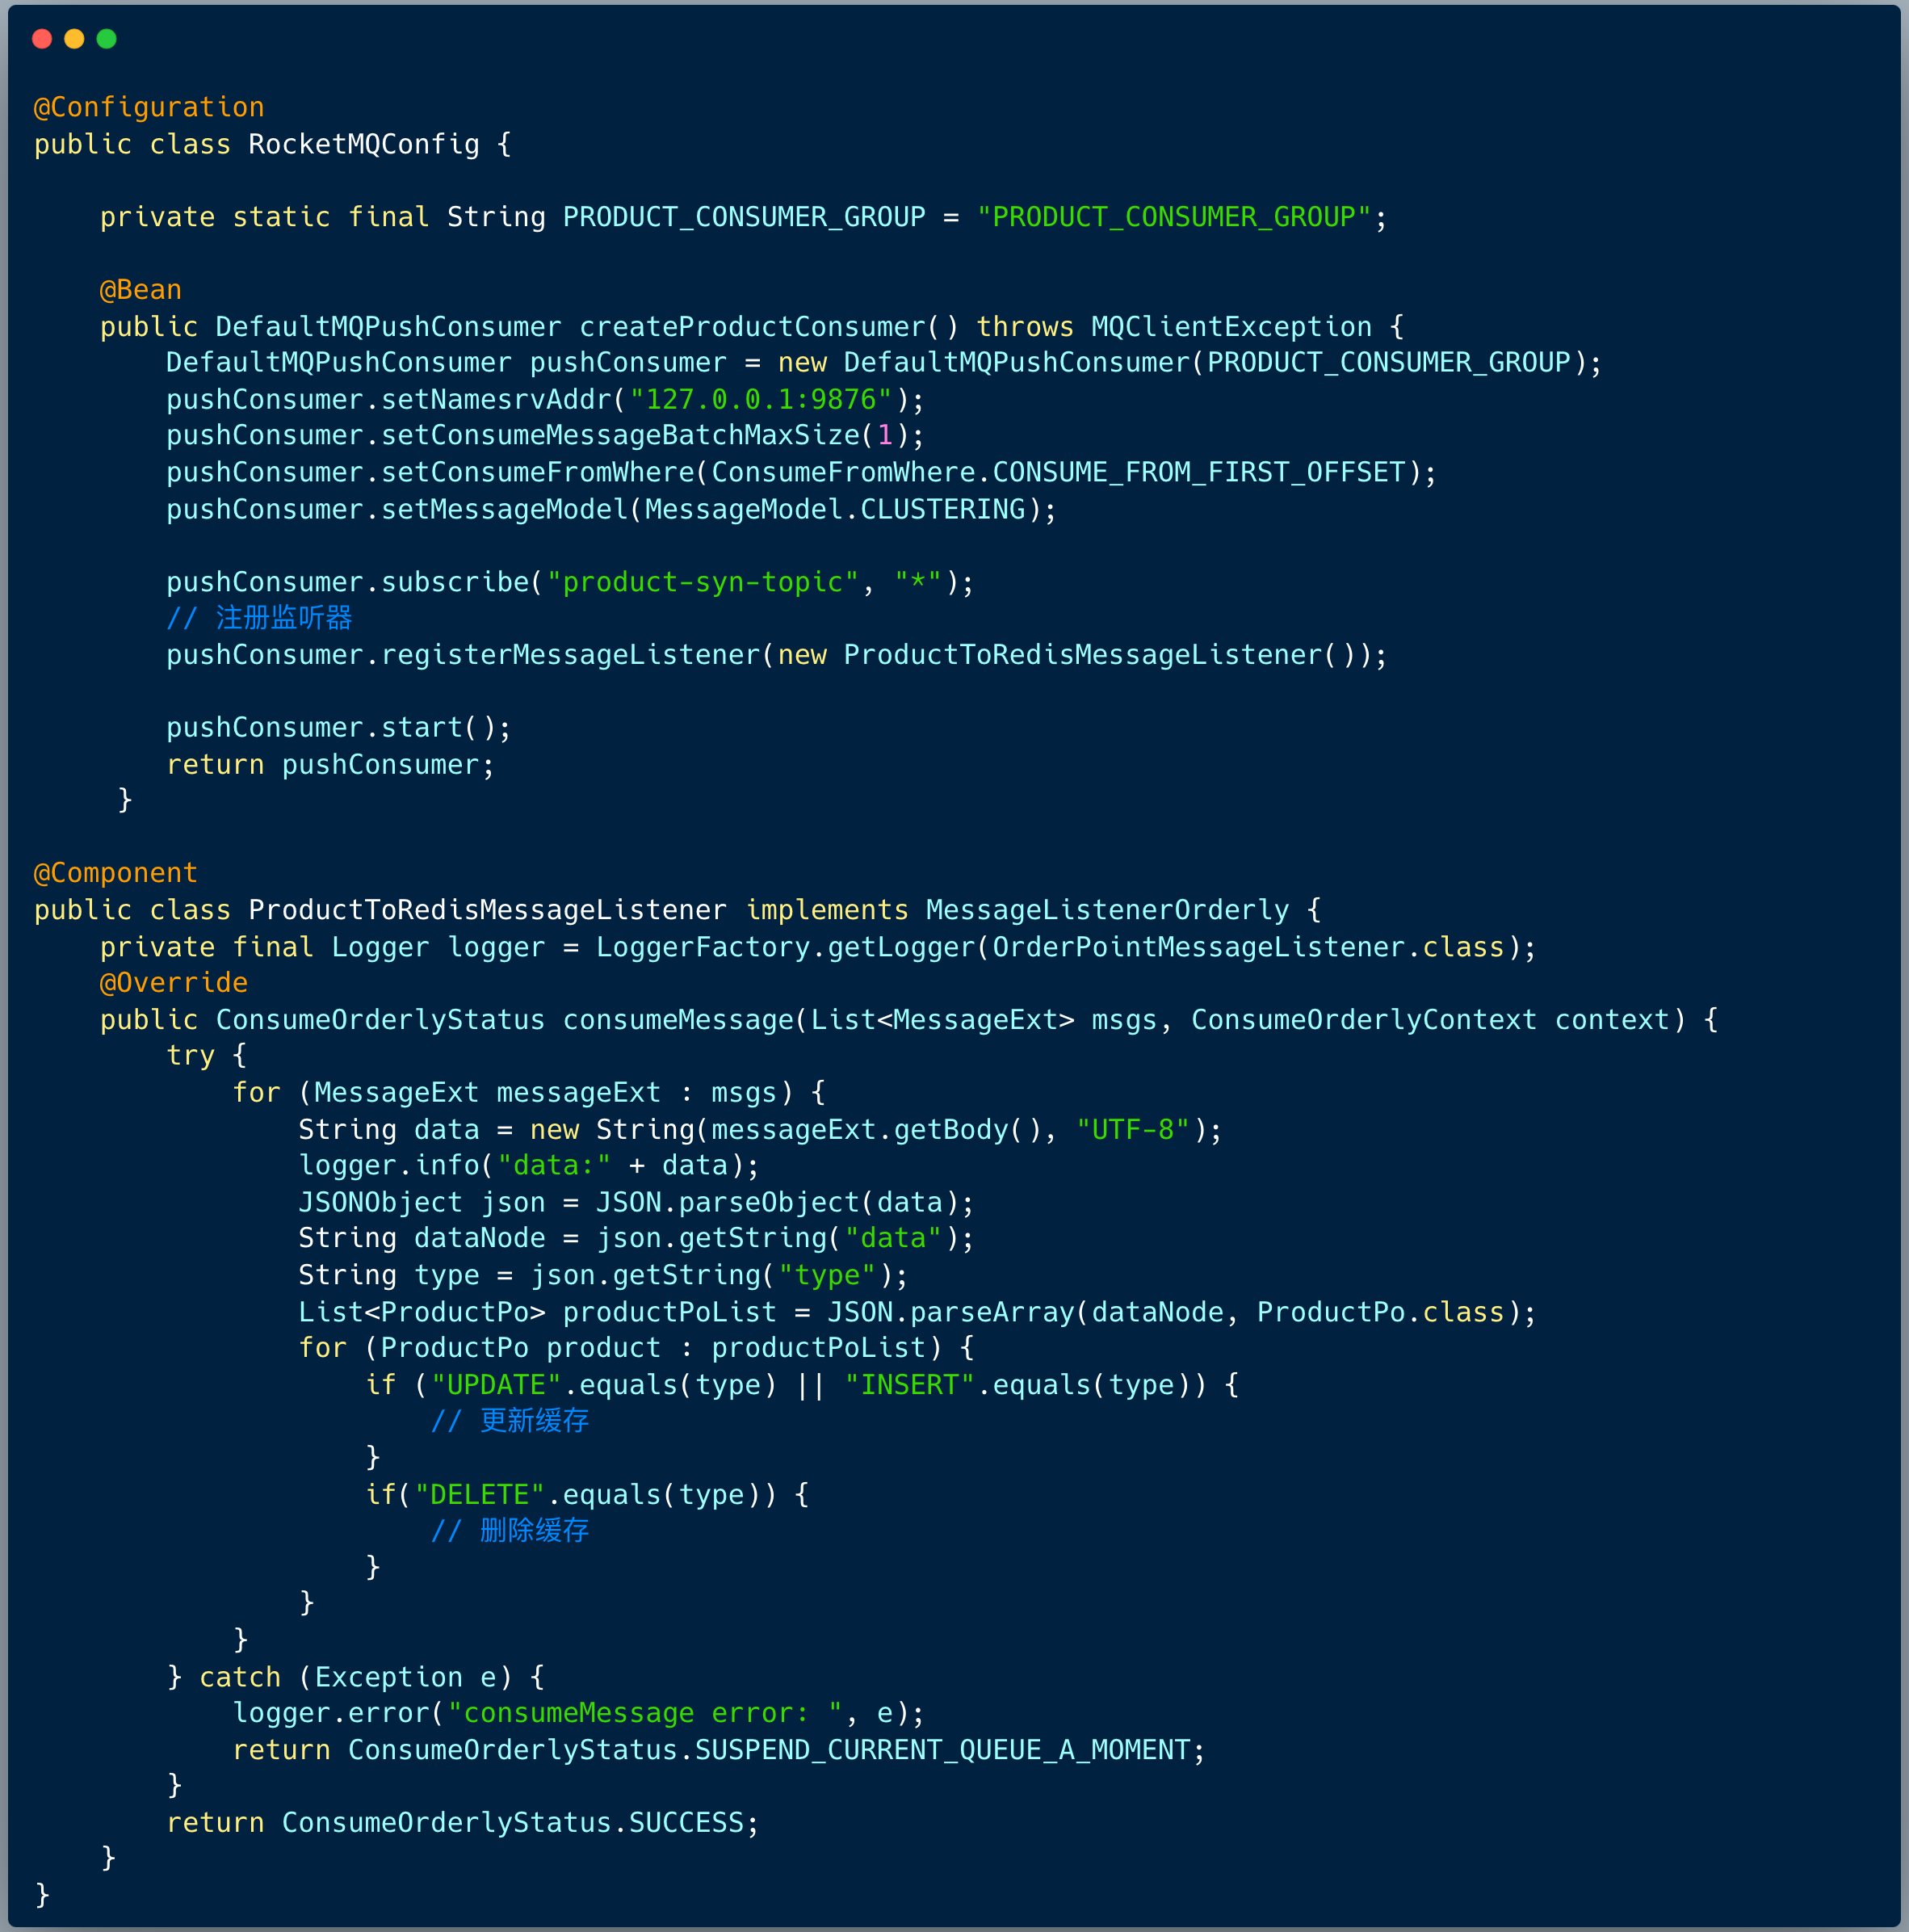 @Configuration
public class RocketMQConfig {
    private static final String PRODUCT_CONSUMER_GROUP = "PRODUCT_CONSUMER_GROUP";
    @Bean
    public DefaultMQPushConsumer createProductConsumer() throws MQClientException {
        DefaultMQPushConsumer pushConsumer = new DefaultMQPushConsumer(PRODUCT_CONSUMER_GROUP);
        pushConsumer.setNamesrvAddr("127.0.0.1:9876");
        pushConsumer.setConsumeMessageBatchMaxSize(1);
        pushConsumer.setConsumeFromWhere(ConsumeFromWhere.CONSUME_FROM_FIRST_OFFSET);
        pushConsumer.setMessageModel(MessageModel.CLUSTERING);
        pushConsumer.subscribe("product-syn-topic", "*");
        // 注册监听器
        pushConsumer.registerMessageListener(new ProductToRedisMessageListener());
        pushConsumer.start();
        return pushConsumer;
     }
@Component
public class ProductToRedisMessageListener implements MessageListenerOrderly {
    private final Logger logger = LoggerFactory.getLogger(OrderPointMessageListener.class);
    @Override
    public ConsumeOrderlyStatus consumeMessage(List<MessageExt> msgs, ConsumeOrderlyContext context) {
        try {
            for (MessageExt messageExt : msgs) {
                String data = new String(messageExt.getBody(), "UTF-8");
                logger.info("data:" + data);
                JSONObject json = JSON.parseObject(data);
                String dataNode = json.getString("data");
                String type = json.getString("type");
                List<ProductPo> productPoList = JSON.parseArray(dataNode, ProductPo.class);
                for (ProductPo product : productPoList) {
                    if ("UPDATE".equals(type) || "INSERT".equals(type)) {
                        // 更新缓存
                    }
                    if("DELETE".equals(type)) {
                        // 删除缓存
                    }
                }
            }
        } catch (Exception e) {
            logger.error("consumeMessage error: ", e);
            return ConsumeOrderlyStatus.SUSPEND_CURRENT_QUEUE_A_MOMENT;
        }
        return ConsumeOrderlyStatus.SUCCESS;
    }
}